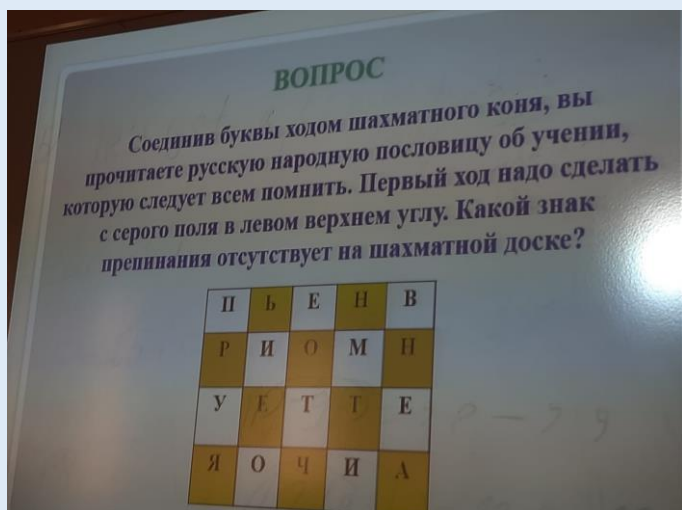 ВОПРОС
Соединив буквы ходом шахматного коня, вы
прочитаете русскую народную пословицу об учении,
которую следует всем помнить. Первый ход надо сделать
с серого поля в левом верхнем углу. Какой знак
препинания отсутствует на шахматной доске?
П Ь Е Н В
Р И О М Н
У Е Т Т Е
Я О Ч И А